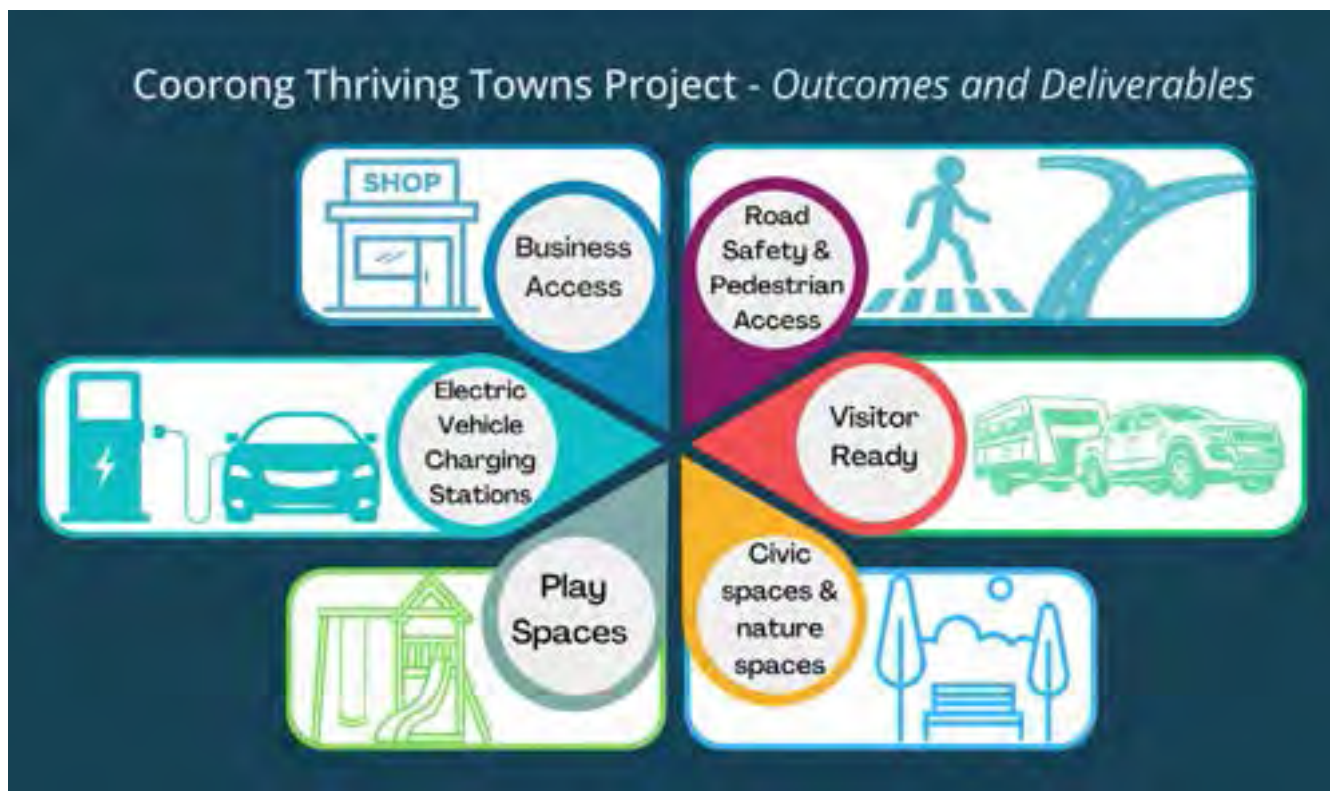 Coorong Thriving Towns Project - Outcomes and Deliverables
SHOP
Business
Access
Road
Safety &
Pedestrian
Access
Electric
Vehicle
Charging
Stations
Visitor
Ready
Play
Spaces
Civic
spaces &
nature
spaces